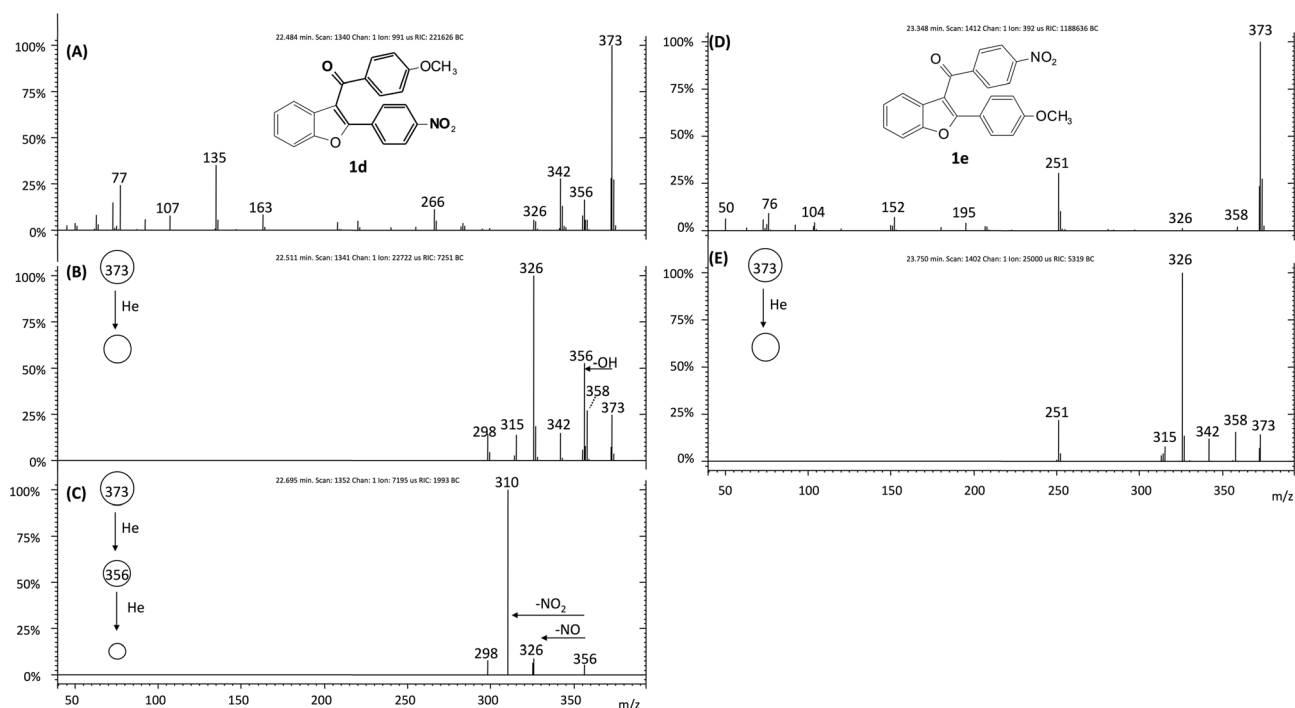 (A)
22.484 min. Scan: 1340 Chan: 1 Ion: 991 us RIC: 221626 BC
100%
75%
50%
25%
0%
77
107
135
163
266
326
342
356
373
O
OCH3
NO2
O
1d
(B)
22.511 min. Scan: 1341 Chan: 1 Ion: 22722 us RIC: 7251 BC
100%
75%
50%
25%
0%
373
He
298
315
326
342
356
-OH
358
373
(C)
22.695 min. Scan: 1352 Chan: 1 Ion: 7195 us RIC: 1993 BC
100%
75%
50%
25%
0%
373
He
356
He
298
310
326
356
-NO2
-NO
50 100 150 200 250 300 350
m/z
(D)
23.348 min. Scan: 1412 Chan: 1 Ion: 392 us RIC: 1188636 BC
100%
75%
50%
25%
0%
50
76
104
152
195
251
326
358
373
O
NO2
OCH3
O
1e
(E)
23.750 min. Scan: 1402 Chan: 1 Ion: 25000 us RIC: 5319 BC
100%
75%
50%
25%
0%
373
He
251
315
326
342
358
373
50 100 150 200 250 300 350
m/z